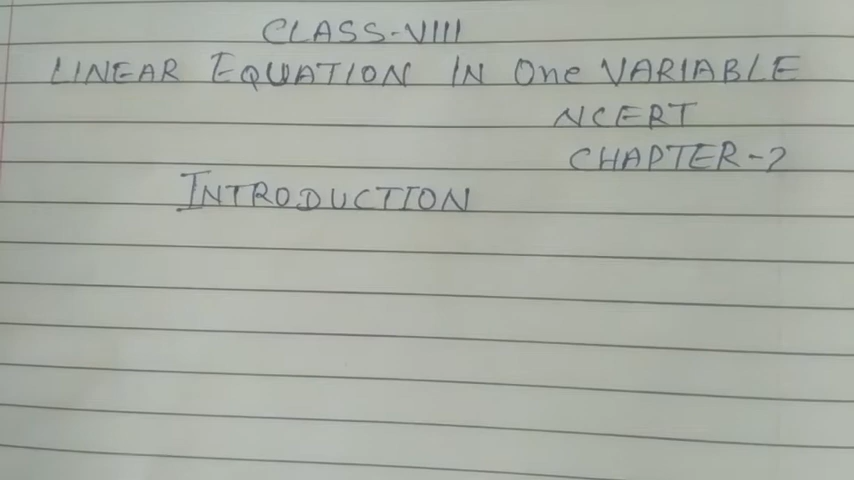 CLASS-VIII
LINEAR EQUATION IN One VARIABLE
NCERT
CHAPTER-2
INTRODUCTION